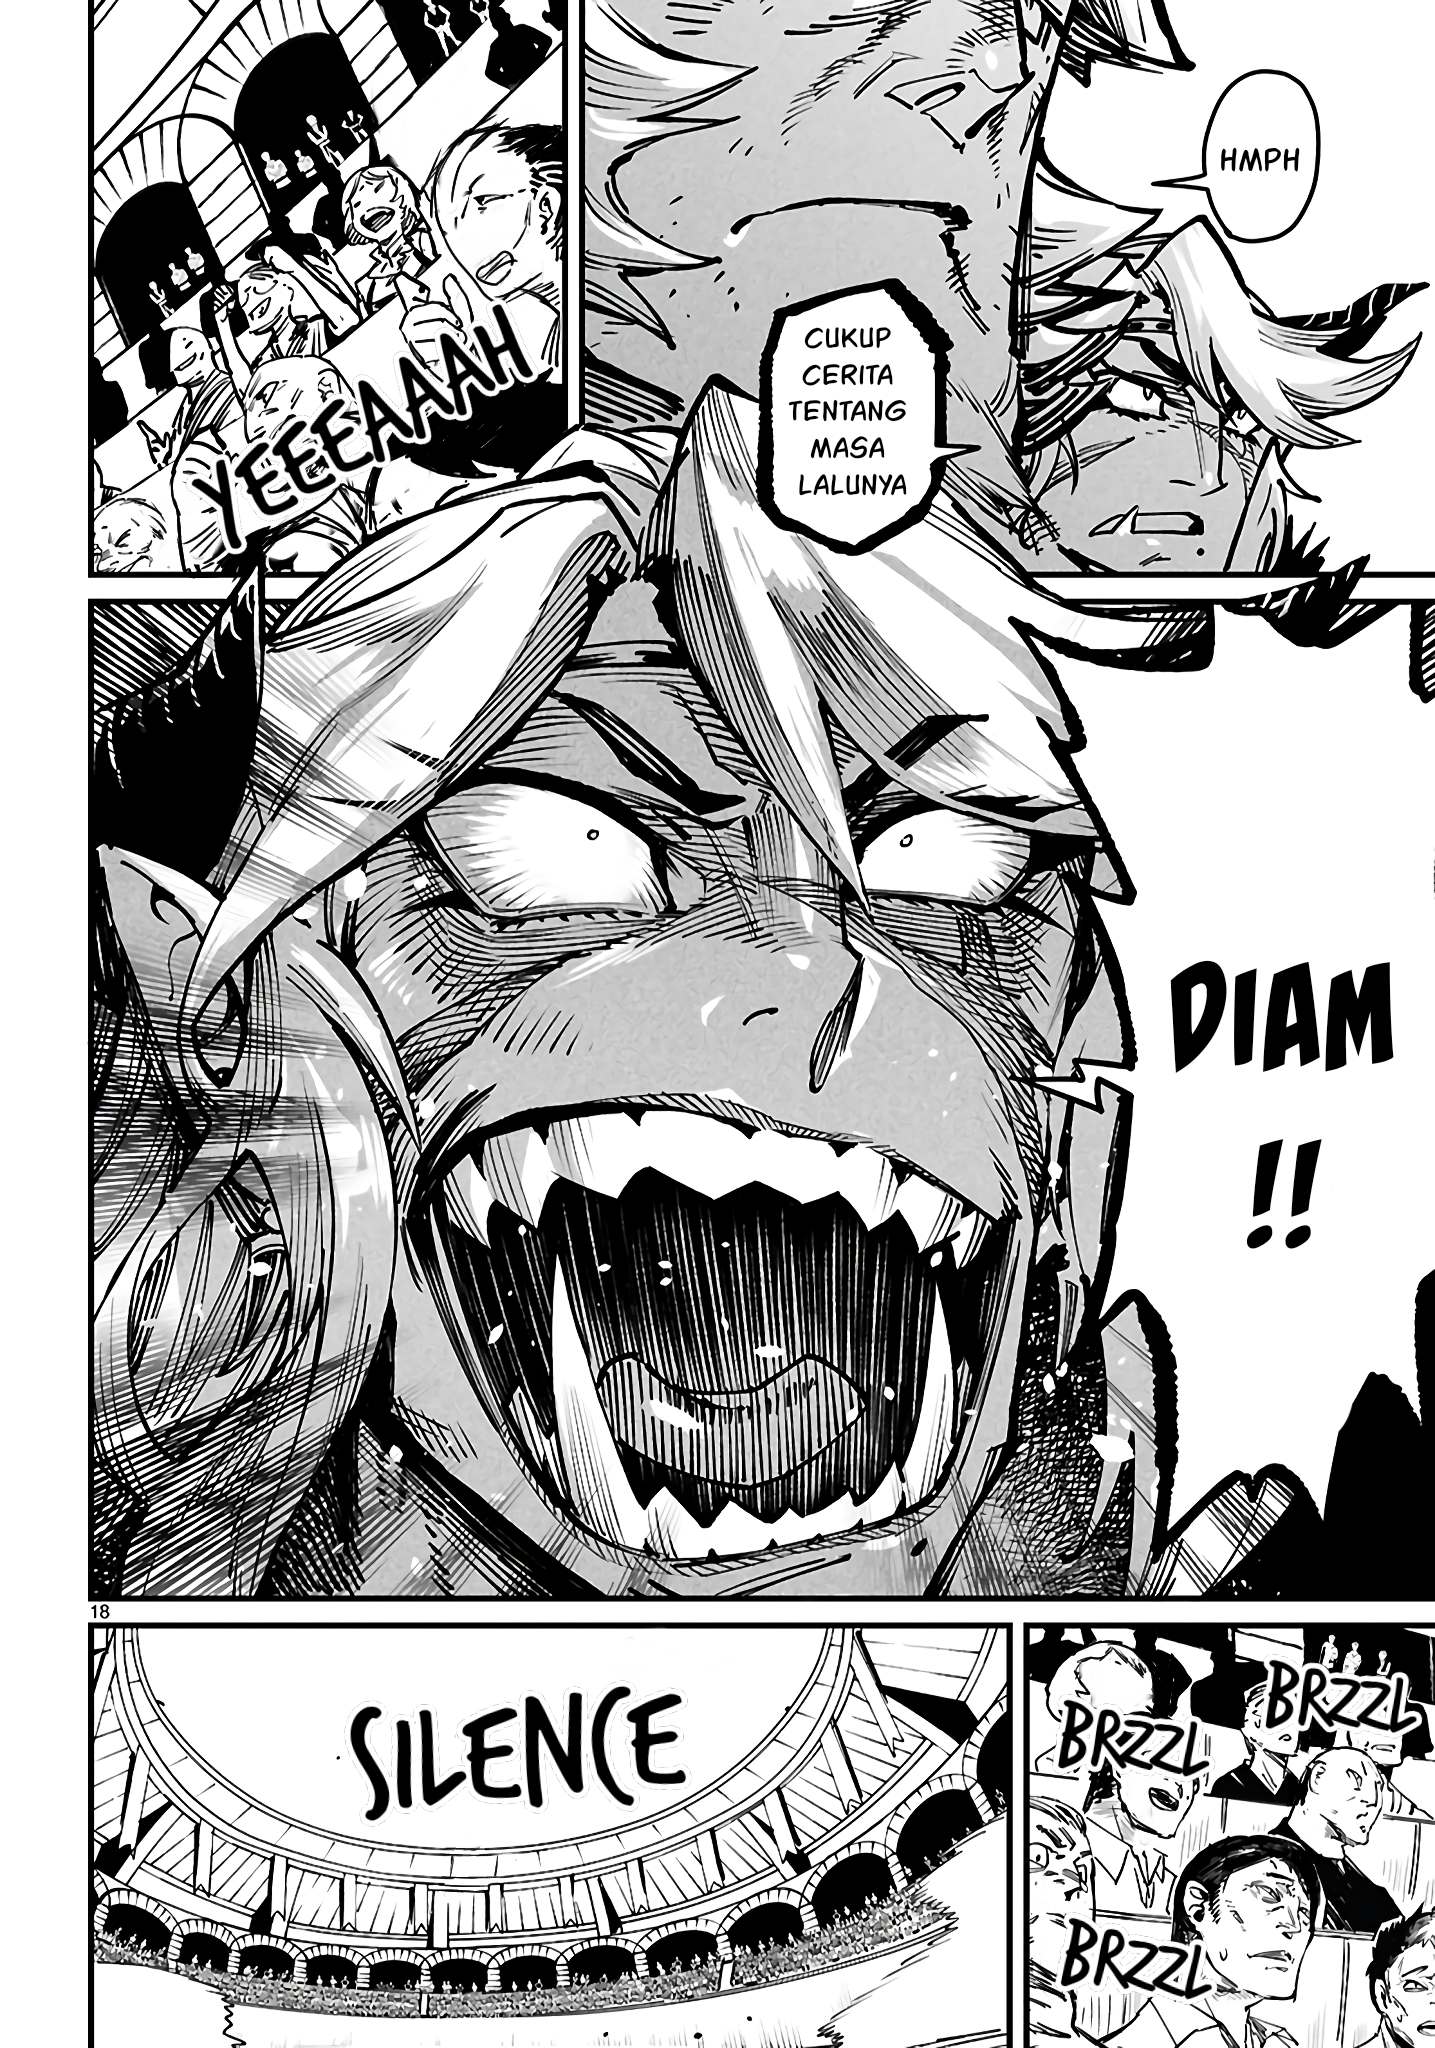 HMPH
CUKUP
CERITA
TENTANG
MASA
LALUNYA
YEEEAAAH
DIAM
!!
18
SILENCE
BRZZL
BRZZL
BRZZL